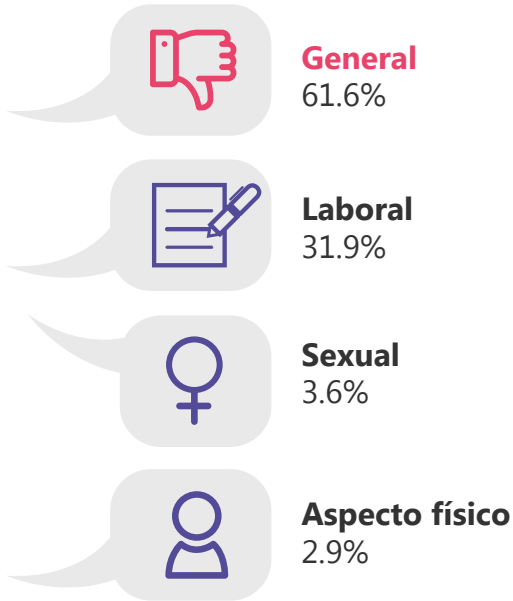 General
61.6%
Laboral
31.9%
Sexual
3.6%
Aspecto físico
2.9%